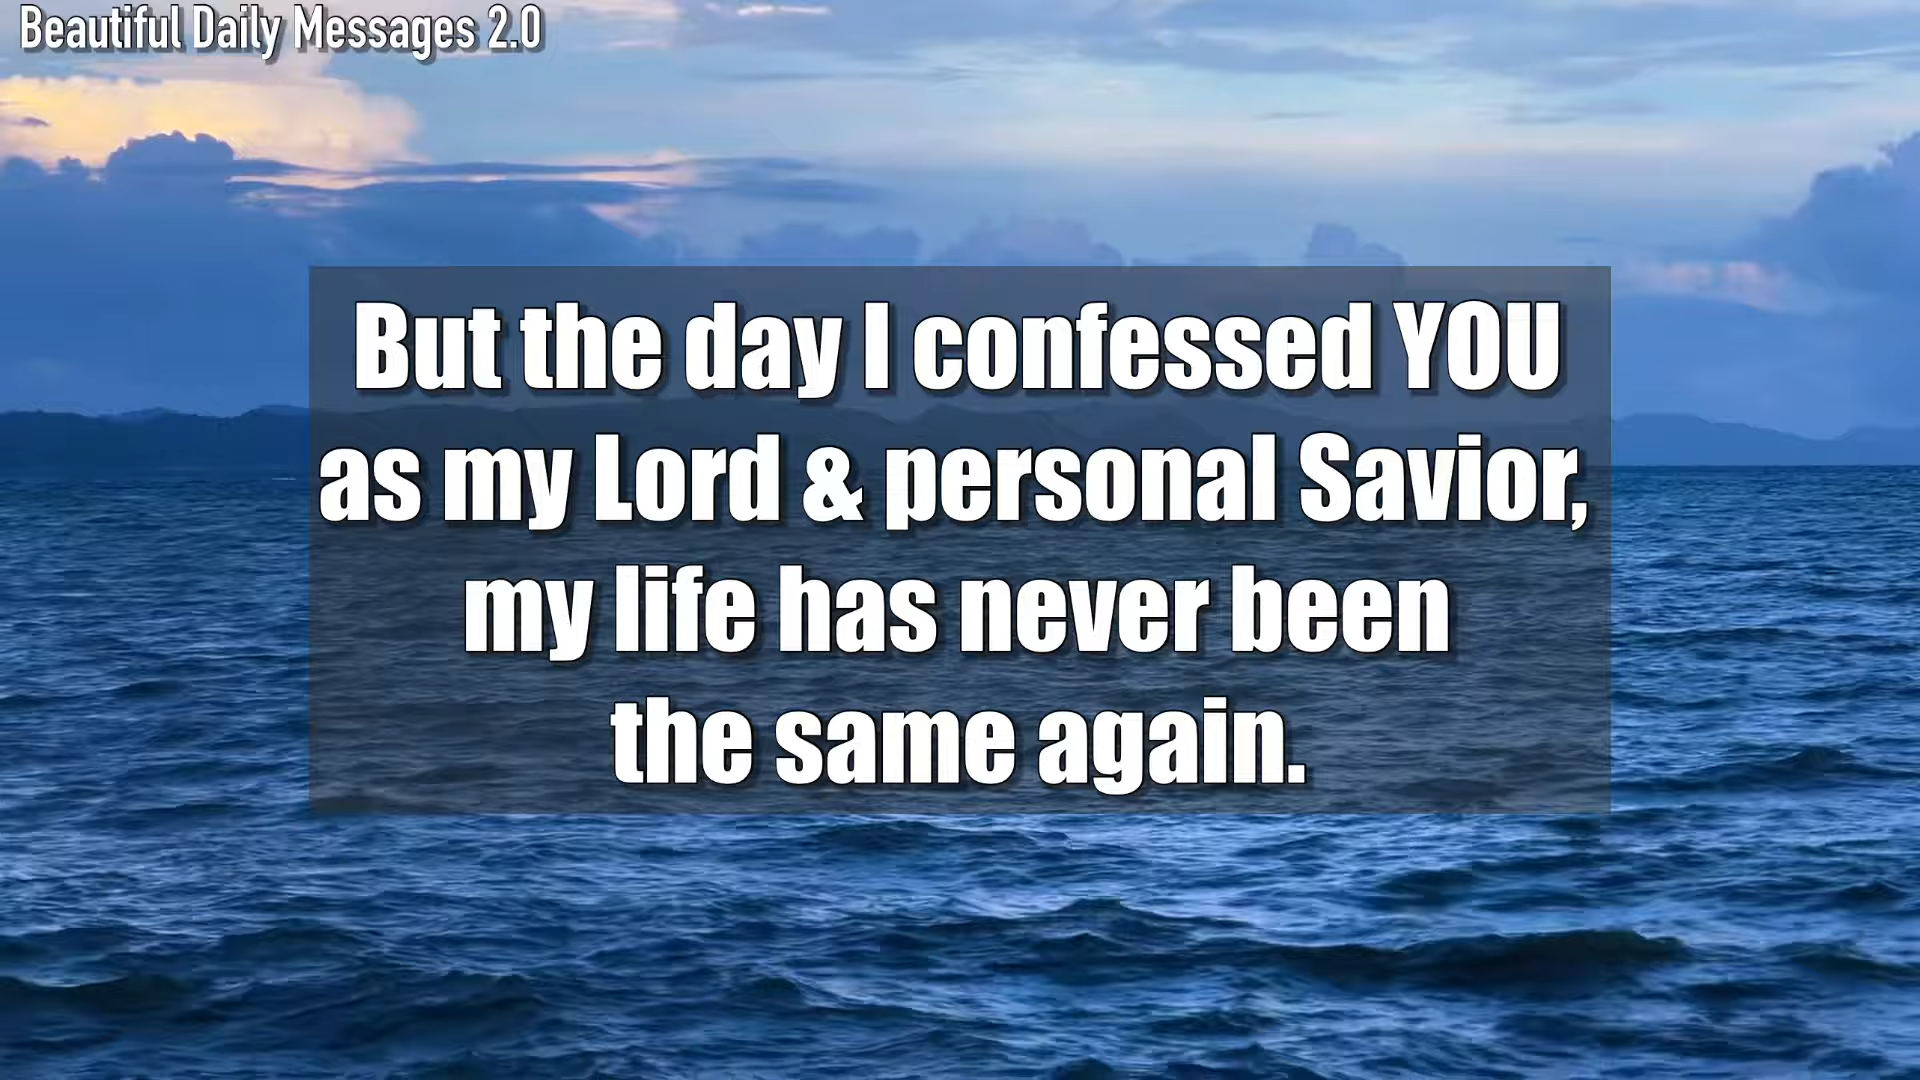 Beautiful Daily Messages 2.0
But the day I confessed YOU
as my Lord & personal Savior,
my life has never been
the same again.